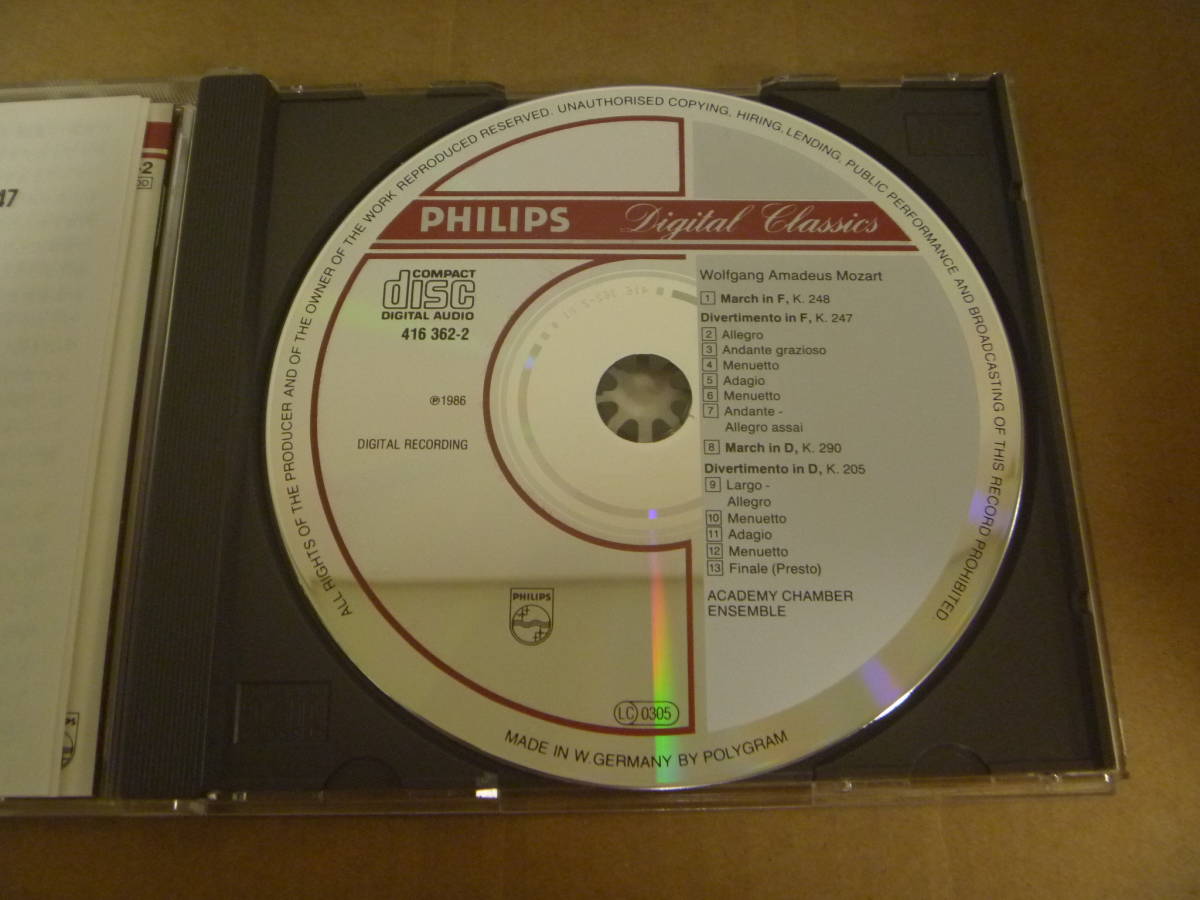 47
-2
ALL RIGHTS OF THE PRODUCER AND OF THE OWNER OF THE WORK REPRODUCED RESERVED. UNAUTHORISED COPYING, HIRING, LENDING, PUBLIC PERFORMANCE AND BROADCASTING OF THIS RECORD PROHIBITED
PHILIPS Digital Classics
COMPACT
disc
DIGITAL AUDIO
416 362-2
℗1986
DIGITAL RECORDING
Wolfgang Amadeus Mozart
1 March in F, K. 248
Divertimento in F, K. 247
2 Allegro
3 Andante grazioso
4 Menuetto
5 Adagio
6 Menuetto
7 Andante -
Allegro assai
8 March in D, K. 290
Divertimento in D, K. 205
9 Largo -
Allegro
10 Menuetto
11 Adagio
12 Menuetto
13 Finale (Presto)
ACADEMY CHAMBER
ENSEMBLE
PHILIPS
LC 0305
MADE IN W. GERMANY BY POLYGRAM